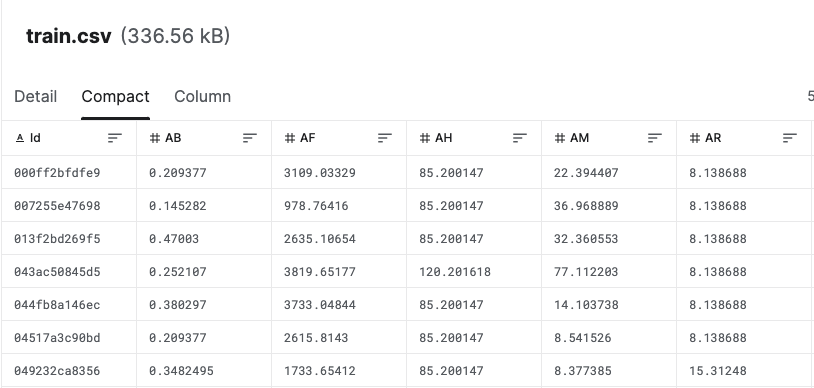 train.csv (336.56 kB)
Detail Compact Column 5
A Id # AB # AF # AH # AM # AR
000ff2bfdfe9 0.209377 3109.03329 85.200147 22.394407 8.138688
007255e47698 0.145282 978.76416 85.200147 36.968889 8.138688
013f2bd269f5 0.47003 2635.10654 85.200147 32.360553 8.138688
043ac50845d5 0.252107 3819.65177 120.201618 77.112203 8.138688
044fb8a146ec 0.380297 3733.04844 85.200147 14.103738 8.138688
04517a3c90bd 0.209377 2615.8143 85.200147 8.541526 8.138688
049232ca8356 0.3482495 1733.65412 85.200147 8.377385 15.31248